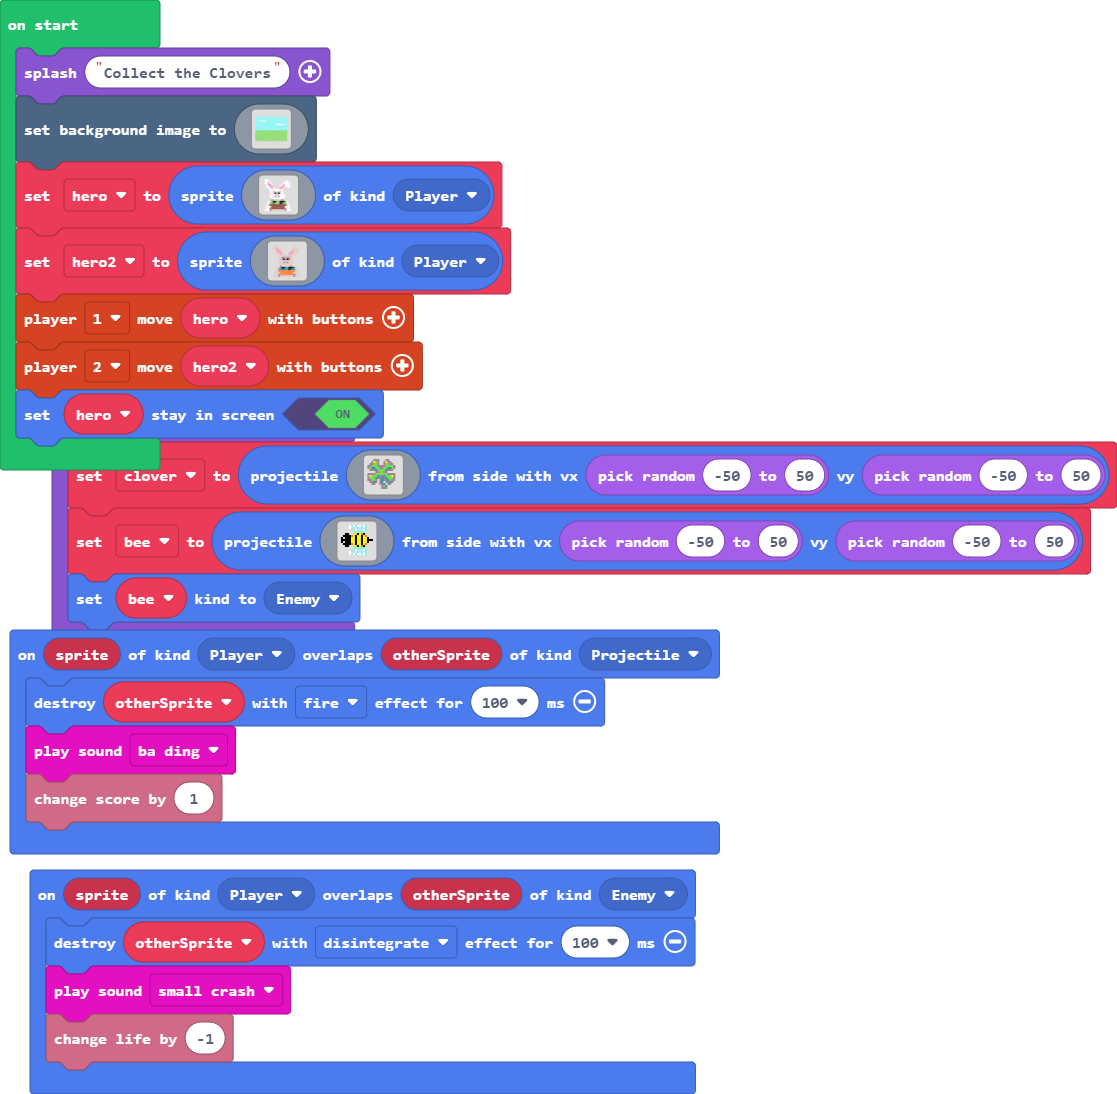 on start
splash "Collect the Clovers"
set background image to
set hero to sprite of kind Player
set hero2 to sprite of kind Player
player 1 move hero with buttons
player 2 move hero2 with buttons
set hero stay in screen ON
set clover to projectile from side with vx pick random -50 to 50 vy pick random -50 to 50
set bee to projectile from side with vx pick random -50 to 50 vy pick random -50 to 50
set bee kind to Enemy
on sprite of kind Player overlaps otherSprite of kind Projectile
destroy otherSprite with fire effect for 100 ms
play sound ba ding
change score by 1
on sprite of kind Player overlaps otherSprite of kind Enemy
destroy otherSprite with disintegrate effect for 100 ms
play sound small crash
change life by -1